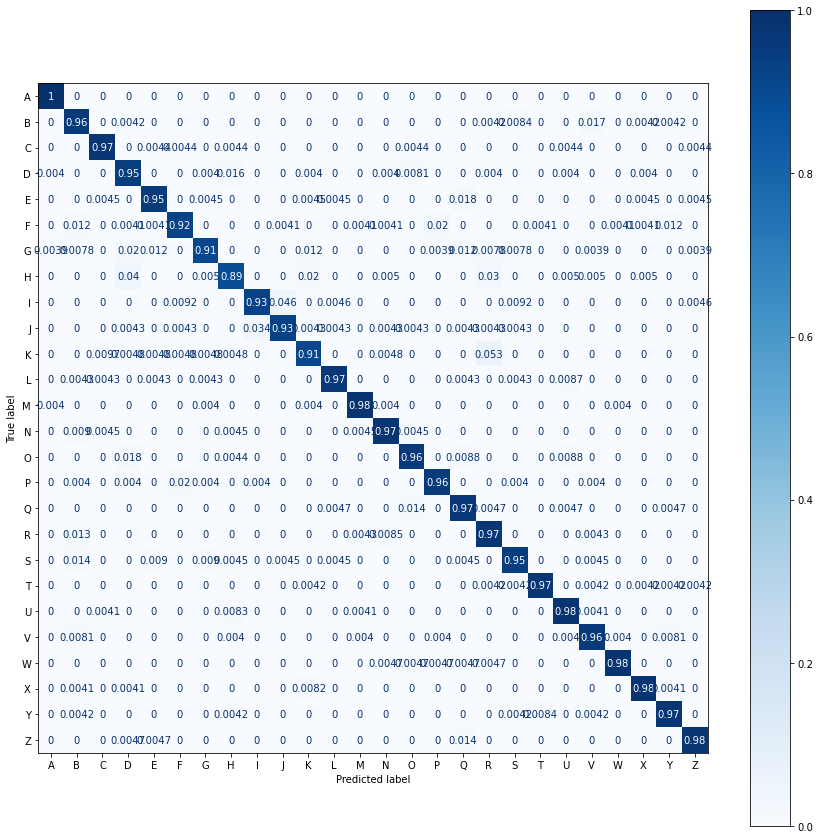 A 1 0 0 0 0 0 0 0 0 0 0 0 0 0 0 0 0 0 0 0 0 0 0 0 0 0
B 0 0.96 0 0.0042 0 0 0 0 0 0 0 0 0 0 0 0 0 0.0042 0.0084 0 0 0.017 0 0.0042 0.0042 0
C 0 0 0.97 0 0.0044 0.0044 0 0.0044 0 0 0 0 0 0 0.0044 0 0 0 0 0 0.0044 0 0 0 0 0.0044
D 0.004 0 0 0.95 0 0 0.004 0.016 0 0 0.004 0 0 0.004 0.0081 0 0 0.004 0 0 0.004 0 0 0.004 0 0
E 0 0 0.0045 0 0.95 0 0.0045 0 0 0 0.0045 0.0045 0 0 0 0 0.018 0 0 0 0 0 0 0.0045 0 0.0045
F 0 0.012 0 0.0041 0.0041 0.92 0 0 0 0.0041 0 0 0.0041 0.0041 0 0.02 0 0 0 0.0041 0 0 0.0041 0.0041 0.012 0
G 0.0039 0.0078 0 0.02 0.012 0 0.91 0 0 0 0.012 0 0 0 0 0.0039 0.012 0.0078 0.0078 0 0 0.0039 0 0 0 0.0039
H 0 0 0 0.04 0 0 0.005 0.89 0 0 0.02 0 0 0.005 0 0 0 0.03 0 0 0.005 0.005 0 0.005 0 0
I 0 0 0 0 0 0.0092 0 0 0.93 0.046 0 0.0046 0 0 0 0 0 0 0.0092 0 0 0 0 0 0 0.0046
J 0 0 0 0.0043 0 0.0043 0 0 0.034 0.93 0.0043 0.0043 0 0.0043 0.0043 0 0.0043 0.0043 0.0043 0 0 0 0 0 0 0
K 0 0 0.0097 0.0048 0.0048 0.0048 0.0048 0.0048 0 0 0.91 0 0 0.0048 0 0 0 0.053 0 0 0 0 0 0 0 0
L 0 0.0043 0.0043 0 0.0043 0 0.0043 0 0 0 0 0.97 0 0 0 0 0.0043 0 0.0043 0 0.0087 0 0 0 0 0
M 0.004 0 0 0 0 0 0.004 0 0 0 0.004 0 0.98 0.004 0 0 0 0 0 0 0 0 0.004 0 0 0
N 0 0.009 0.0045 0 0 0 0 0.0045 0 0 0 0 0.0045 0.97 0.0045 0 0 0 0 0 0 0 0 0 0 0
O 0 0 0 0.018 0 0 0 0.0044 0 0 0 0 0 0 0.96 0 0.0088 0 0 0 0.0088 0 0 0 0 0
P 0 0.004 0 0.004 0 0.02 0.004 0 0.004 0 0 0 0 0 0 0.96 0 0 0.004 0 0 0.004 0 0 0 0
Q 0 0 0 0 0 0 0 0 0 0 0 0.0047 0 0 0.014 0 0.97 0.0047 0 0 0.0047 0 0 0 0.0047 0
R 0 0.013 0 0 0 0 0 0 0 0 0 0 0.0043 0.0085 0 0 0 0.97 0 0 0 0.0043 0 0 0 0
S 0 0.014 0 0 0.009 0 0.009 0.0045 0 0.0045 0 0.0045 0 0 0 0 0.0045 0 0.95 0 0 0.0045 0 0 0 0
T 0 0 0 0 0 0 0 0 0 0 0.0042 0 0 0 0 0 0 0.0042 0.0042 0.97 0 0.0042 0 0.0042 0.0042 0.0042
U 0 0 0.0041 0 0 0 0 0.0083 0 0 0 0 0.0041 0 0 0 0 0 0 0 0.98 0.0041 0 0 0 0
V 0 0.0081 0 0 0 0 0 0.004 0 0 0 0 0.004 0 0 0.004 0 0 0 0 0.004 0.96 0.004 0 0.0081 0
W 0 0 0 0 0 0 0 0 0 0 0 0 0 0.0047 0.0047 0.0047 0.0047 0.0047 0 0 0 0 0.98 0 0 0
X 0 0.0041 0 0.0041 0 0 0 0 0 0 0.0082 0 0 0 0 0 0 0 0 0 0 0 0 0.98 0.0041 0
Y 0 0.0042 0 0 0 0 0 0.0042 0 0 0 0 0 0 0 0 0 0 0.0042 0.0084 0 0.0042 0 0 0.97 0
Z 0 0 0 0.0047 0.0047 0 0 0 0 0 0 0 0 0 0 0 0.014 0 0 0 0 0 0 0 0 0.98
A B C D E F G H I J K L M N O P Q R S T U V W X Y Z
Predicted label
True label
1.0
0.8
0.6
0.4
0.2
0.0